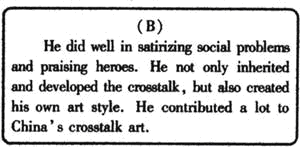 (B)
He did well in satirizing social problems
and praising heroes. He not only inherited
and developed the crosstalk, but also created
his own art style. He contributed a lot to
China's crosstalk art.